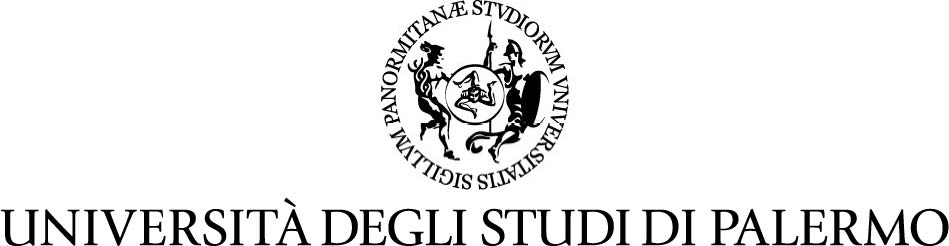 PANORMITANÆ STVDIORVM VNIVERSITATIS SIGILLVM
UNIVERSITÀ DEGLI STUDI DI PALERMO